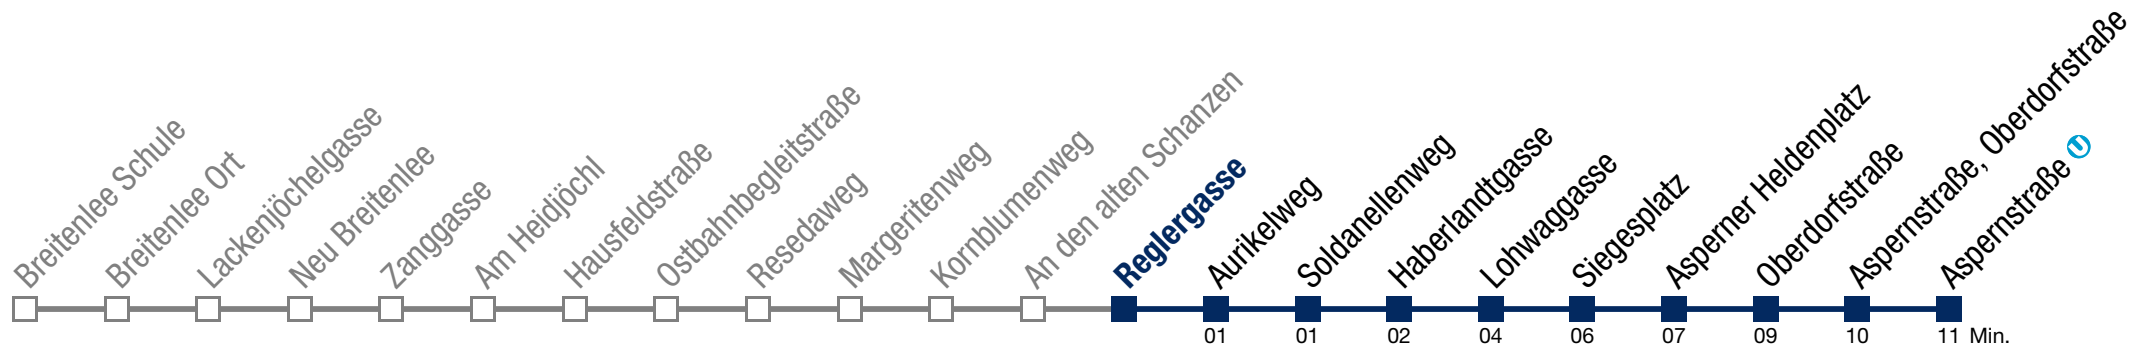 Breitenlee Schule
Breitenlee Ort
Lackenjöchelgasse
Neu Breitenlee
Zanggasse
Am Heidjöchl
Hausfeldstraße
Ostbahnbegleitstraße
Resedaweg
Margeritenweg
Kornblumenweg
An den alten Schanzen
Reglergasse
Aurikelweg
Soldanellenweg
Haberlandtgasse
Lohwaggasse
Siegesplatz
Asperner Heldenplatz
Oberdorfstraße
Aspernstraße, Oberdorfstraße
Aspernstraße U
01 01 02 04 06 07 09 10 11 Min.